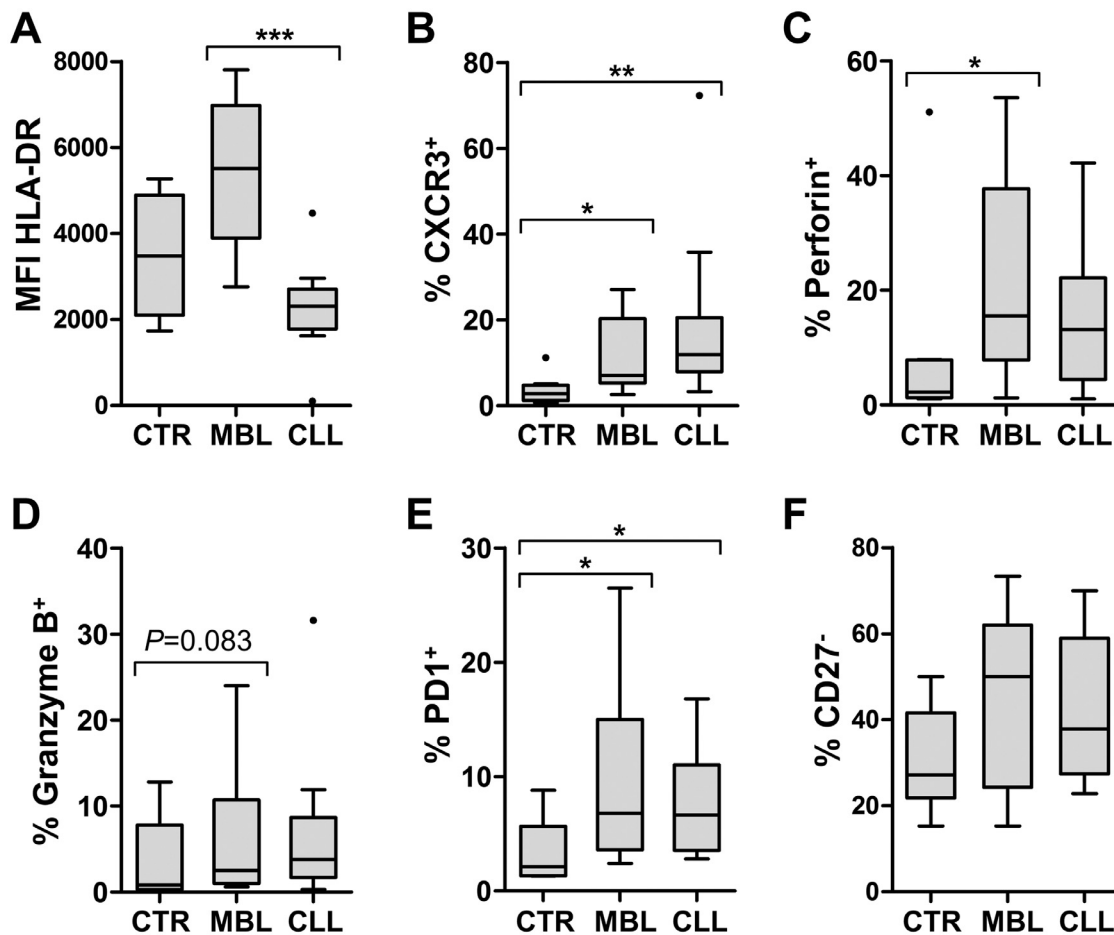 A
***
MFI HLA-DR
8000
6000
4000
2000
0
CTR MBL CLL
B
**
*
% CXCR3⁺
80
60
40
20
0
CTR MBL CLL
C
*
% Perforin⁺
60
40
20
0
CTR MBL CLL
D
P=0.083
% Granzyme B⁺
40
30
20
10
0
CTR MBL CLL
E
*
*
% PD1⁺
30
20
10
0
CTR MBL CLL
F
% CD27⁻
80
60
40
20
0
CTR MBL CLL